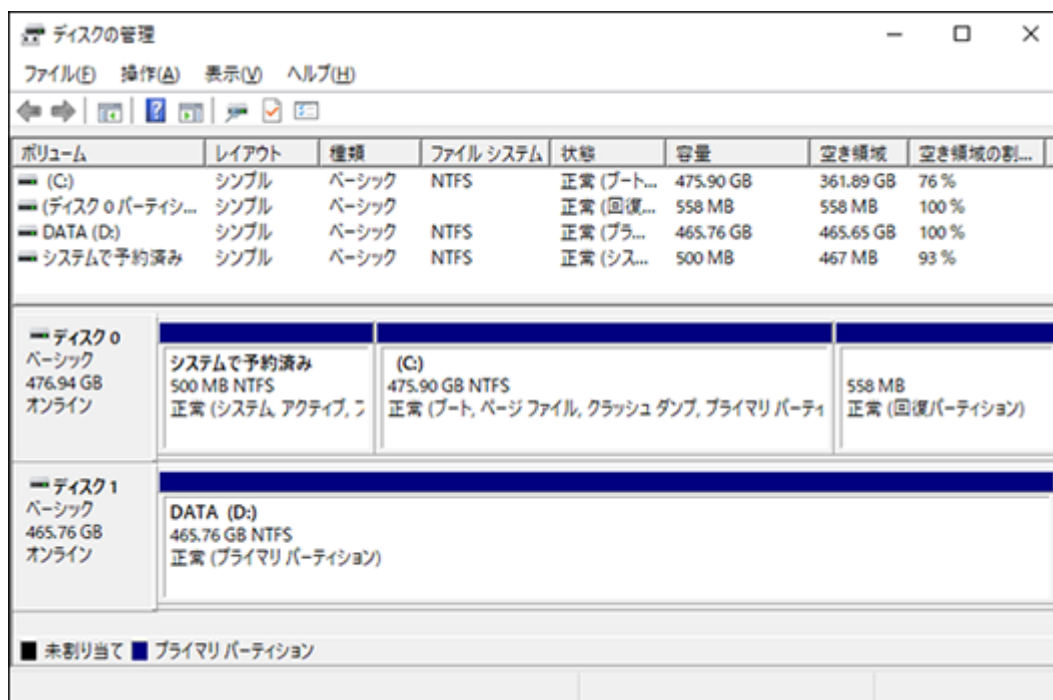 ディスクの管理
ファイル(F) 操作(A) 表示(V) ヘルプ(H)
ボリューム レイアウト 種類 ファイル システム 状態 容量 空き領域 空き領域の割...
(C:) シンプル ベーシック NTFS 正常 (ブート... 475.90 GB 361.89 GB 76 %
(ディスク 0 パーティシ... シンプル ベーシック 正常 (回復... 558 MB 558 MB 100 %
DATA (D:) シンプル ベーシック NTFS 正常 (プラ... 465.76 GB 465.65 GB 100 %
システムで予約済み シンプル ベーシック NTFS 正常 (シス... 500 MB 467 MB 93 %
ディスク 0
ベーシック
476.94 GB
オンライン
システムで予約済み
500 MB NTFS
正常 (システム, アクティブ, フ
(C:)
475.90 GB NTFS
正常 (ブート, ページ ファイル, クラッシュ ダンプ, プライマリ パーティ
558 MB
正常 (回復パーティション)
ディスク 1
ベーシック
465.76 GB
オンライン
DATA (D:)
465.76 GB NTFS
正常 (プライマリ パーティション)
未割り当て プライマリ パーティション